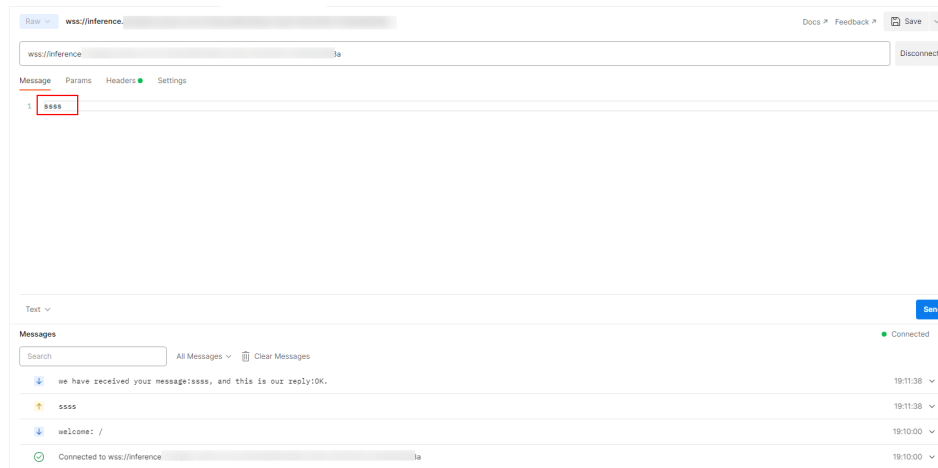 Raw wss://inference. Docs Feedback Save
wss://inference
Disconnect
Message Params Headers Settings
1 ssss
Text
Sen
Messages
Connected
Search All Messages Clear Messages
we have received your message:ssss, and this is our reply:OK. 19:11:38
ssss 19:11:38
welcome: / 19:10:00
Connected to wss://inference 19:10:00